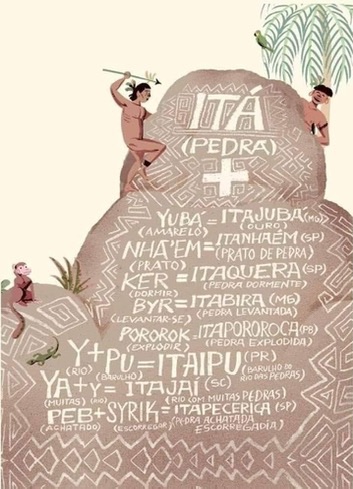 ITÁ
(PEDRA)
+
YUBÁ = ITAJUBÁ (MG)
(AMARELO) (OURO)
NHA'EM = ITANHAÉM (SP)
(PRATO) (PRATO DE PEDRA)
KER = ITAQUERA (SP)
(DORMIR) (PEDRA DORMENTE)
BYR = ITABIRA (MG)
(LEVANTAR-SE) (PEDRA LEVANTADA)
POROROK = ITAPOROROCA (PB)
(EXPLODIR) (PEDRA EXPLODIDA)
Y + PU = ITAIPU (PR)
(RIO) (BARULHO) (BARULHO DO
RIO DAS PEDRAS)
YA + Y = ITAJAÍ (SC)
(MUITAS) (RIO) (RIO COM MUITAS PEDRAS)
PEB + SYRIK = ITAPECERICA (SP)
(ACHATADO) (ESCORREGAR) (PEDRA ACHATADA
ESCORREGADIA)